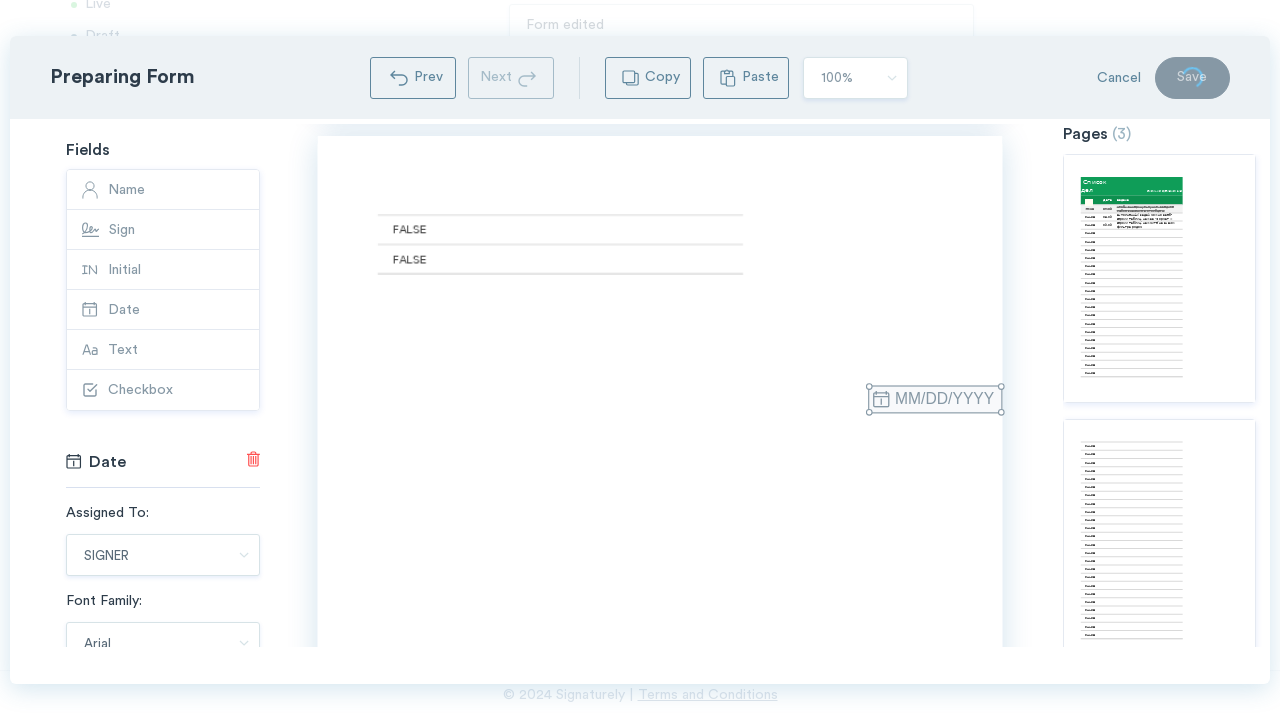 Live
Form edited
Draft
Preparing Form
Prev
Next
Copy
Paste
100%
Cancel
Save
Fields
Name
Sign
Initial
Date
Text
Checkbox
Date
Assigned To:
SIGNER
Font Family:
Arial
FALSE
FALSE
MM/DD/YYYY
Pages (3)
Список
дел
© 2024 Signaturely | Terms and Conditions